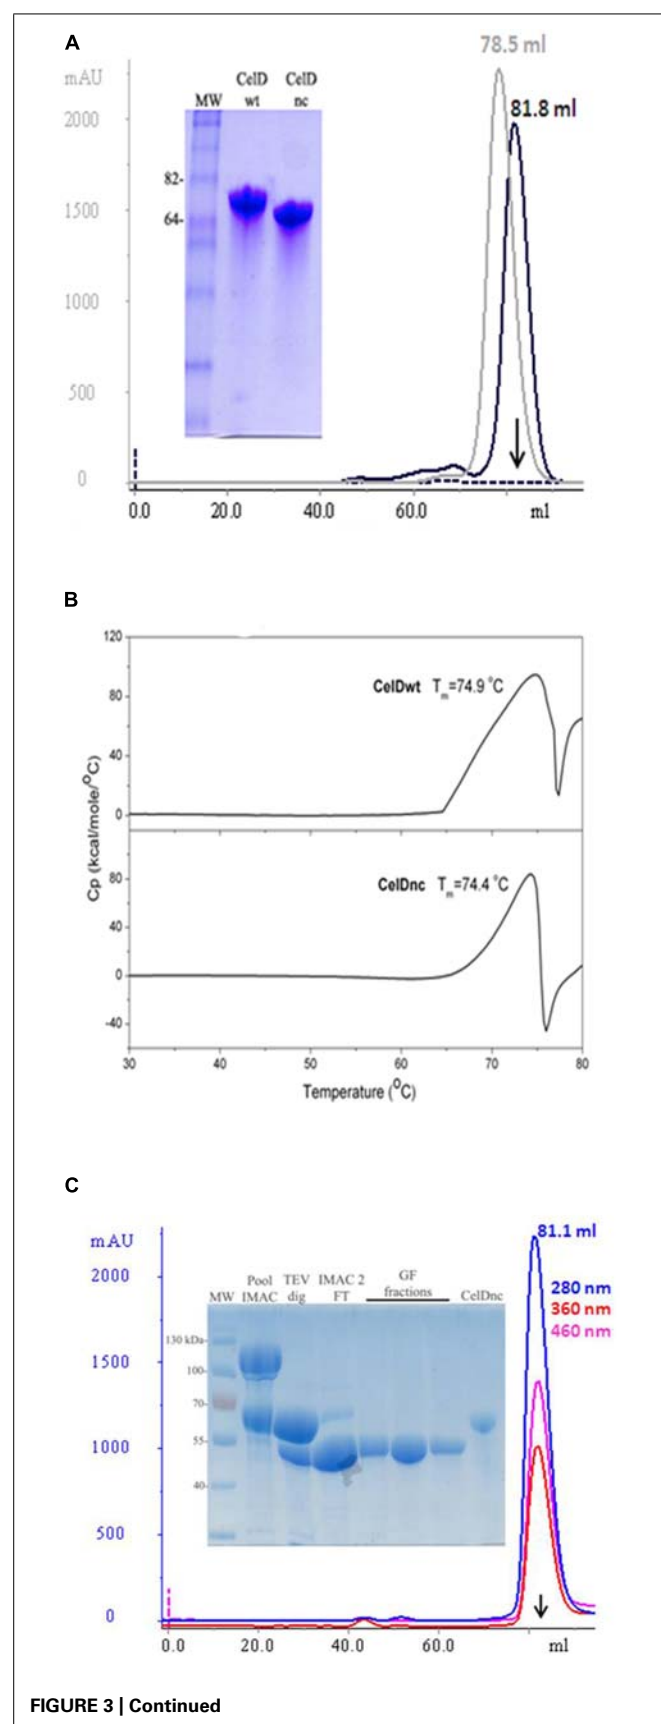 A
78.5 ml
mAU
CelD CelD
MW wt nc
81.8 ml
2000
82-
64-
1500
1000
500
0
0.0 20.0 40.0 60.0 ml
B
120
80
40
0
CelDwt Tm=74.9 °C
Cp (kcal/mole/°C)
80
40
0
-40
CelDnc Tm=74.4 °C
30 40 50 60 70 80
Temperature (°C)
C
mAU
81.1 ml
2000
Pool TEV IMAC 2 GF
MW IMAC dig FT fractions CelDnc
280 nm
360 nm
460 nm
130 kDa-
100-
70-
55-
40-
1500
1000
500
0
0.0 20.0 40.0 60.0 ml
FIGURE 3 | Continued